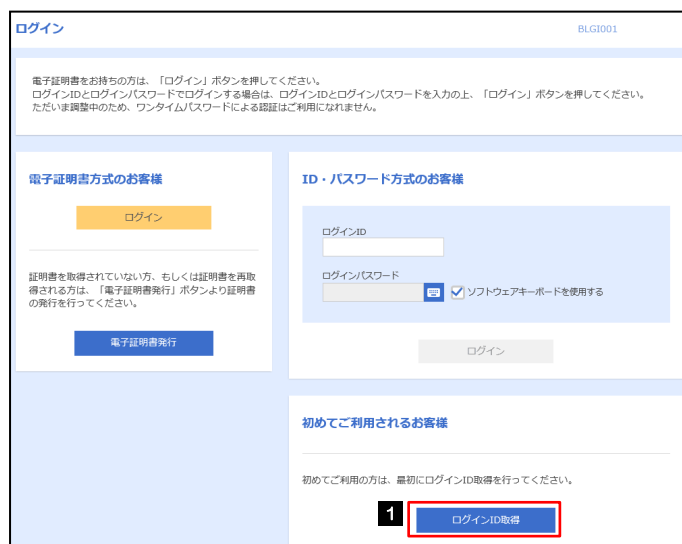 ログイン
BLGI001
電子証明書をお持ちの方は、「ログイン」ボタンを押してください。
ログインIDとログインパスワードでログインする場合は、ログインIDとログインパスワードを入力の上、「ログイン」ボタンを押してください。
ただいま調整中のため、ワンタイムパスワードによる認証はご利用になれません。
電子証明書方式のお客様
ログイン
証明書を取得されていない方、もしくは証明書を再取
得される方は、「電子証明書発行」ボタンより証明書
の発行を行ってください。
電子証明書発行
ID・パスワード方式のお客様
ログインID
ログインパスワード
ソフトウェアキーボードを使用する
ログイン
初めてご利用されるお客様
初めてご利用の方は、最初にログインID取得を行ってください。
1
ログインID取得